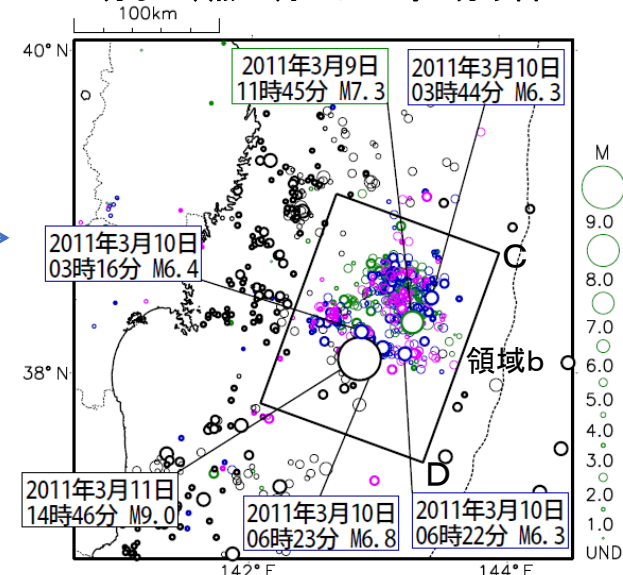 100km
40°N
2011年3月9日
11時45分 M7.3
2011年3月10日
03時44分 M6.3
M
9.0
8.0
7.0
6.0
5.0
4.0
3.0
2.0
1.0
UND
2011年3月10日
03時16分 M6.4
C
領域b
38°N
D
2011年3月11日
14時46分 M9.0
2011年3月10日
06時23分 M6.8
2011年3月10日
06時22分 M6.3
142°E
144°E